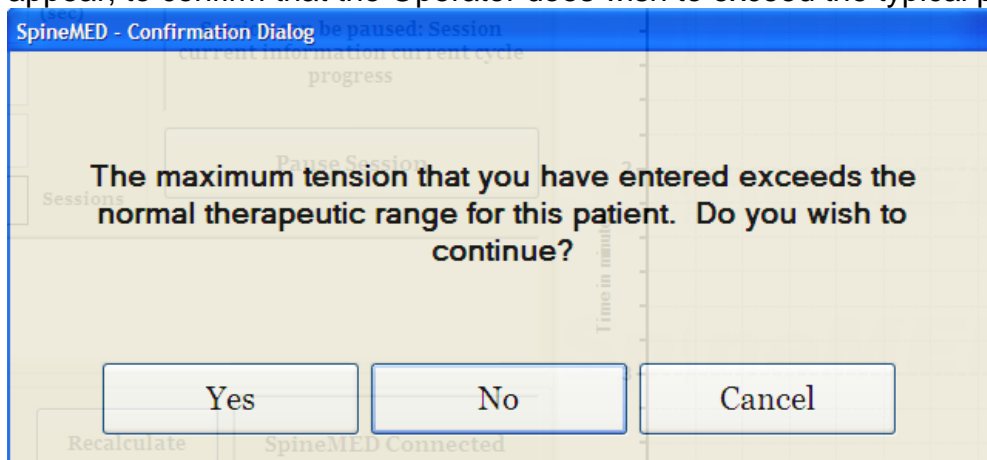 appear, to confirm that the Operator does wish to exceed the typical
SpineMED - Confirmation Dialog
(sec)
be paused: Session
current information current cycle
progress
Pause Session
The maximum tension that you have entered exceeds the
Sessions
normal therapeutic range for this patient. Do you wish to
continue?
Time in minute
Yes
No
Cancel
Recalculate
SpineMED Connected